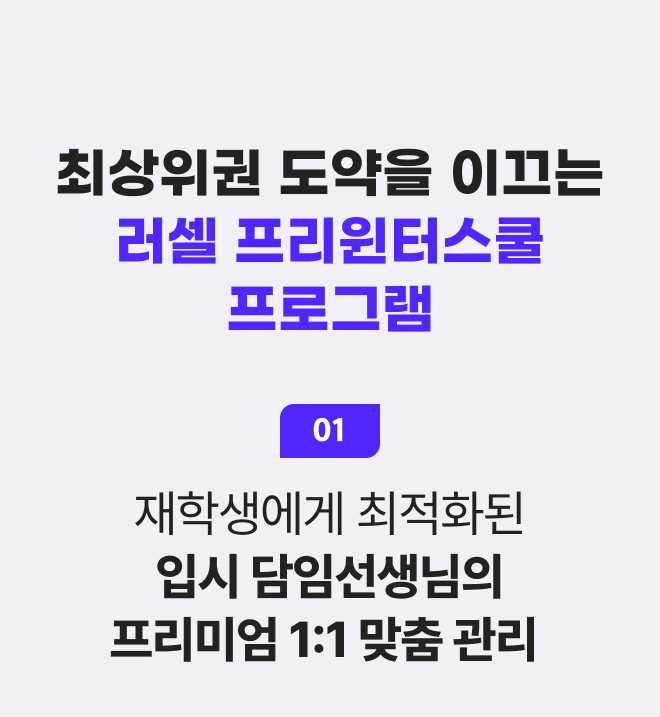 최상위권 도약을 이끄는
러셀 프리윈터스쿨
프로그램
01
재학생에게 최적화된
입시 담임선생님의
프리미엄 1:1 맞춤 관리